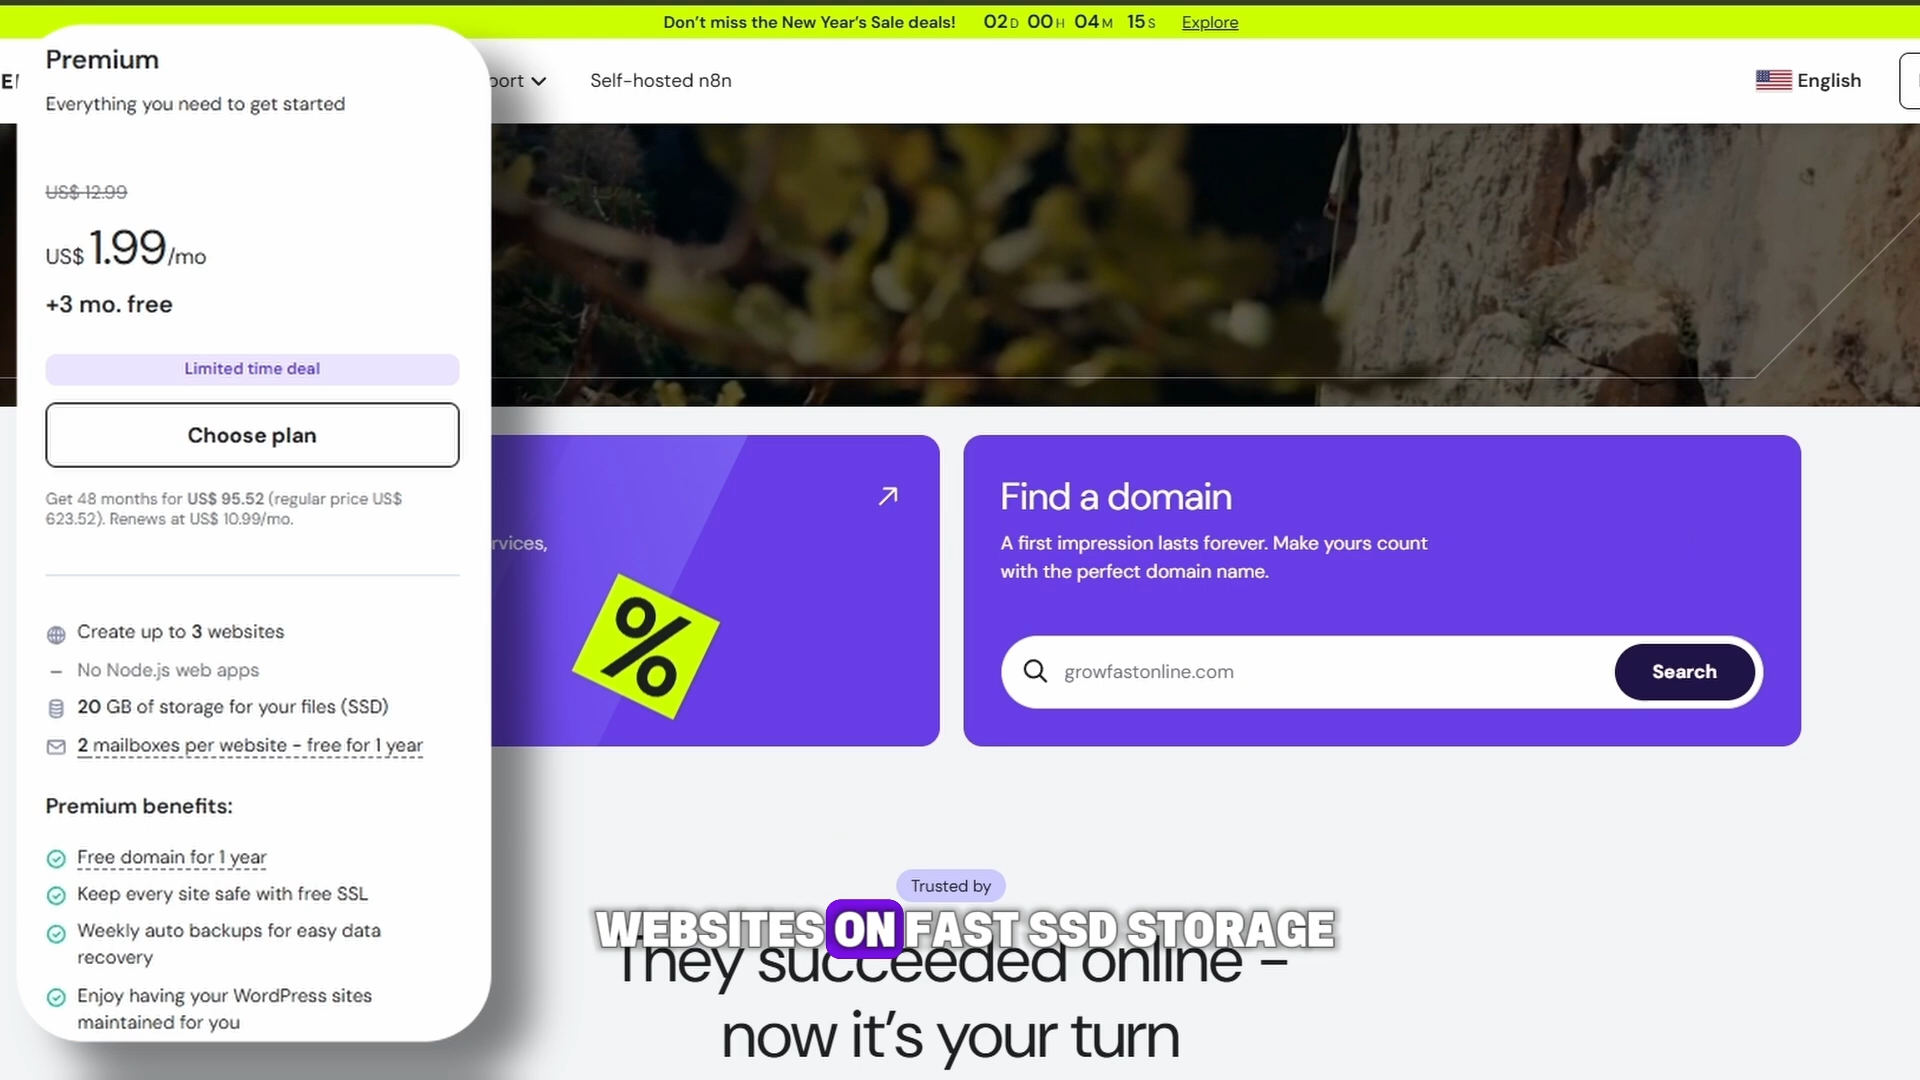 Don’t miss the New Year’s Sale deals! 02 D 00 H 04 M 15 S Explore
Self-hosted n8n
English
Premium
Everything you need to get started
US$ 12.99
US$ 1.99/mo
+3 mo. free
Limited time deal
Choose plan
Get 48 months for US$ 95.52 (regular price US$
623.52). Renews at US$ 10.99/mo.
Create up to 3 websites
– No Node.js web apps
20 GB of storage for your files (SSD)
2 mailboxes per website - free for 1 year
Premium benefits:
Free domain for 1 year
Keep every site safe with free SSL
Weekly auto backups for easy data
recovery
Enjoy having your WordPress sites
maintained for you
%
Find a domain
A first impression lasts forever. Make yours count
with the perfect domain name.
growfastonline.com
Search
Trusted by
WEBSITES ON FAST SSD STORAGE
They succeeded online –
now it’s your turn